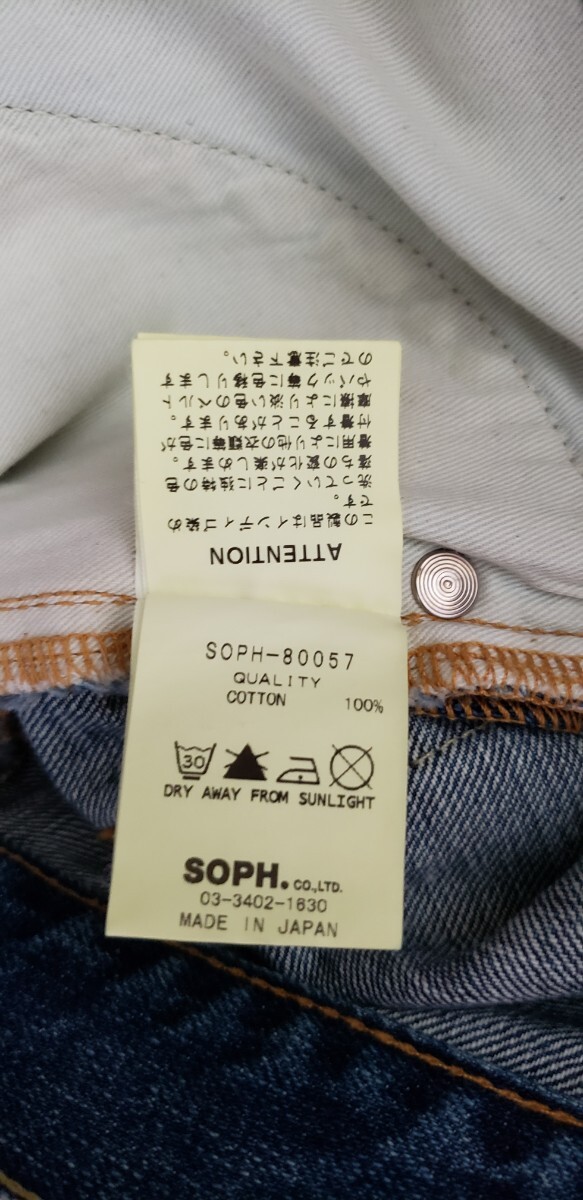 ATTENTION
この製品はインディゴ染め
です。
洗っていくごとに独特の色
落ちの変化が楽しめます。
着用により他の衣類等に色が
付着することがあります。
摩擦により淡い色のベルト
やバック等に色移りします
のでご注意下さい。
SOPH-80057
QUALITY
COTTON 100%
30
DRY AWAY FROM SUNLIGHT
SOPH. CO.,LTD.
03-3402-1630
MADE IN JAPAN